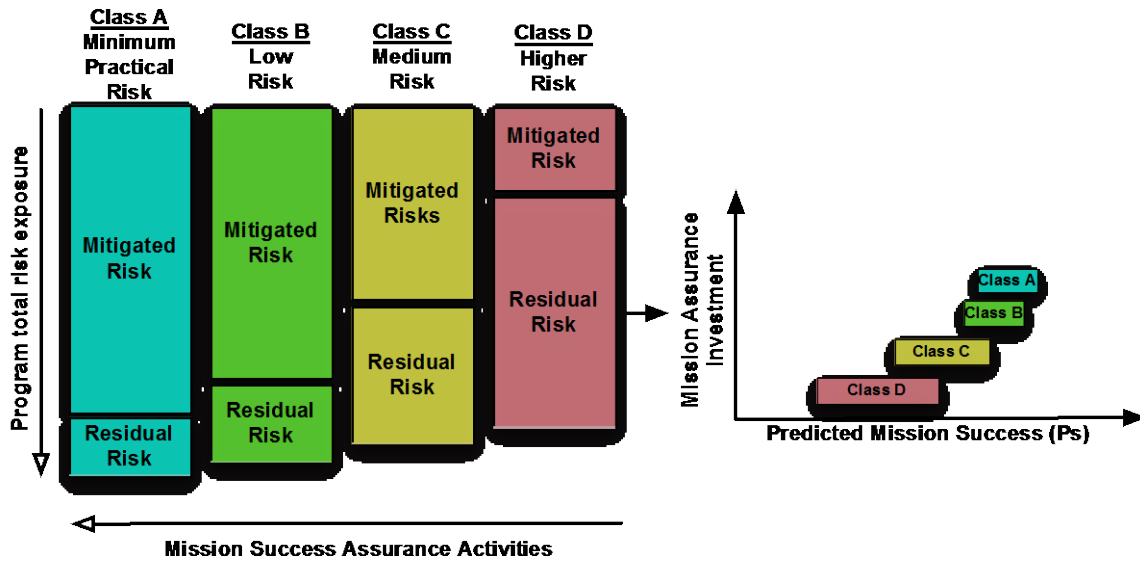 Class A
Minimum
Practical
Risk
Class B
Low
Risk
Class C
Medium
Risk
Class D
Higher
Risk
Program total risk exposure
Mitigated
Risk
Residual
Risk
Mitigated
Risk
Residual
Risk
Mitigated
Risks
Residual
Risk
Mitigated
Risk
Residual
Risk
Mission Success Assurance Activities
Mission Assurance
Investment
Class A
Class B
Class C
Class D
Predicted Mission Success (Ps)